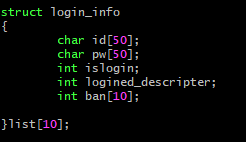 struct login_info
{
        char id[50];
        char pw[50];
        int islogin;
        int logined_descripter;
        int ban[10];

}list[10];